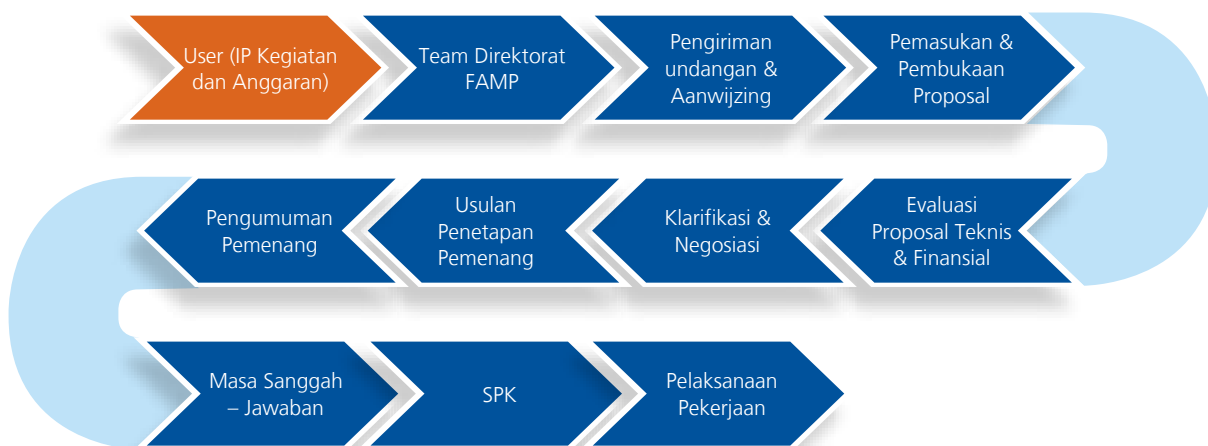 User (IP Kegiatan
dan Anggaran)
Team Direktorat
FAMP
Pengiriman
undangan &
Aanwijzing
Pemasukan &
Pembukaan
Proposal
Evaluasi
Proposal Teknis
& Finansial
Klarifikasi &
Negosiasi
Usulan
Penetapan
Pemenang
Pengumuman
Pemenang
Masa Sanggah
– Jawaban
SPK
Pelaksanaan
Pekerjaan